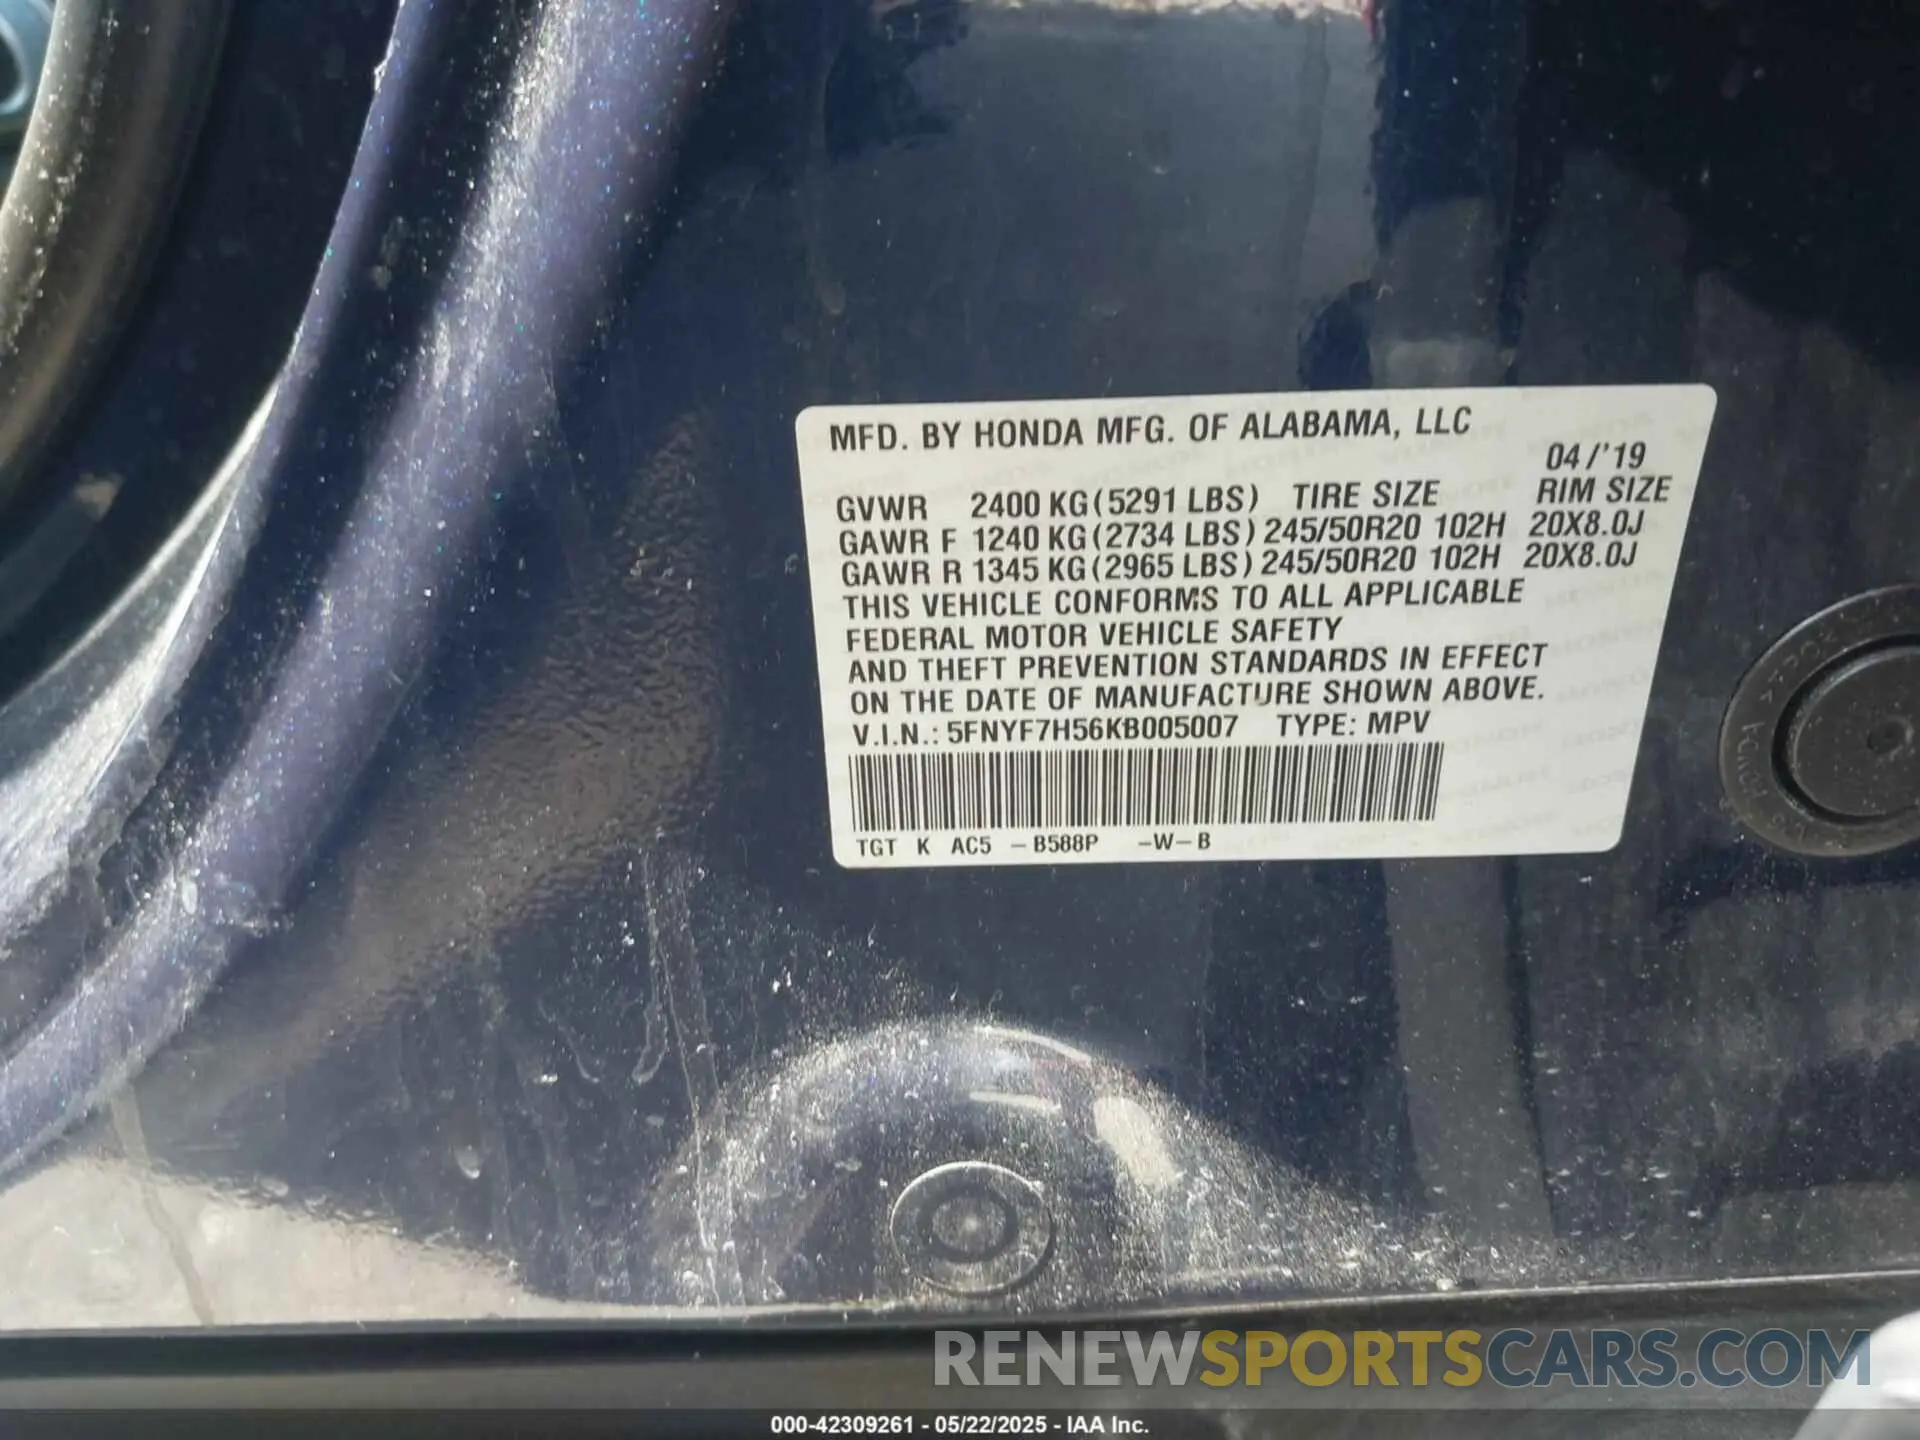 MFD. BY HONDA MFG. OF ALABAMA, LLC
04/'19
GVWR 2400 KG(5291 LBS) TIRE SIZE RIM SIZE
GAWR F 1240 KG(2734 LBS) 245/50R20 102H 20X8.0J
GAWR R 1345 KG(2965 LBS) 245/50R20 102H 20X8.0J
THIS VEHICLE CONFORMS TO ALL APPLICABLE
FEDERAL MOTOR VEHICLE SAFETY
AND THEFT PREVENTION STANDARDS IN EFFECT
ON THE DATE OF MANUFACTURE SHOWN ABOVE.
V.I.N.: 5FNYF7H56KB005007 TYPE: MPV
TGT K AC5 -B588P -W-B
RENEWSPORTSCARS.COM
000-42309261 - 05/22/2025 - IAA Inc.